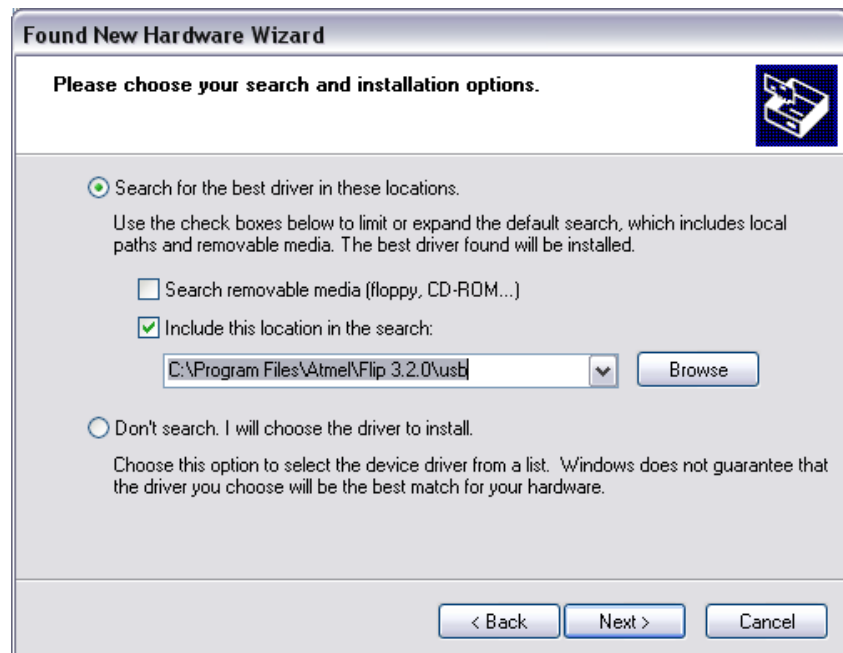 Found New Hardware Wizard
Please choose your search and installation options.
Search for the best driver in these locations.
Use the check boxes below to limit or expand the default search, which includes local
paths and removable media. The best driver found will be installed.
Search removable media (floppy, CD-ROM...)
Include this location in the search:
C:\Program Files\Atmel\Flip 3.2.0\usb
Browse
Don't search. I will choose the driver to install.
Choose this option to select the device driver from a list.  Windows does not guarantee that
the driver you choose will be the best match for your hardware.
< Back
Next >
Cancel